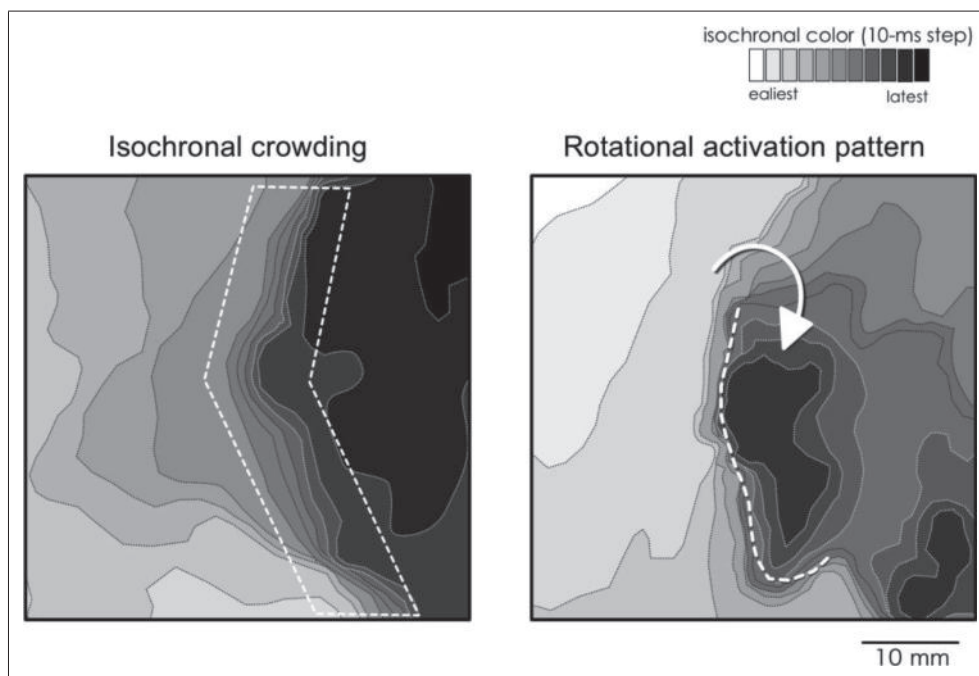 isochronal color (10-ms step)
ealiest latest
Isochronal crowding
Rotational activation pattern
10 mm